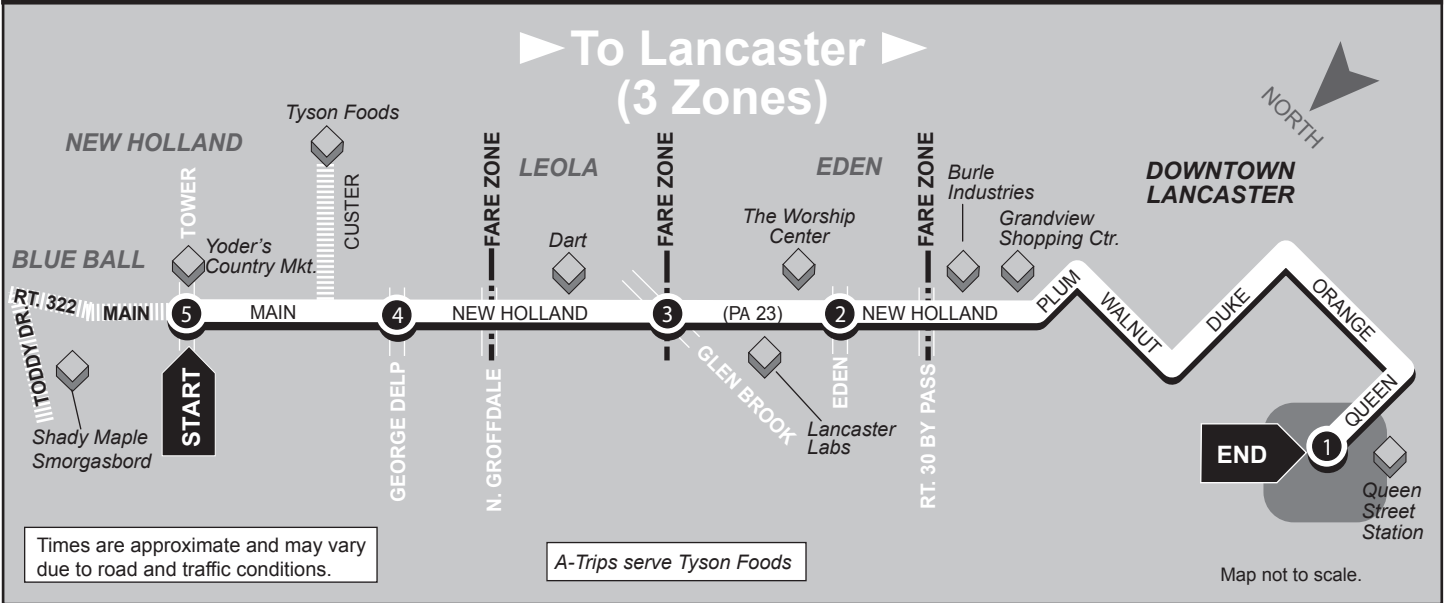 To Lancaster
(3 Zones)
NORTH
Tyson Foods
NEW HOLLAND
TOWER
CUSTER
FARE ZONE
LEOLA
FARE ZONE
EDEN
FARE ZONE
Burle
Industries
DOWNTOWN
LANCASTER
Grandview
Shopping Ctr.
The Worship
Center
Dart
Yoder's
Country Mkt.
BLUE BALL
RT. 322
MAIN
5
MAIN
4
NEW HOLLAND
3
(PA 23)
2
NEW HOLLAND
PLUM
WALNUT
DUKE
ORANGE
QUEEN
TODDY DR.
START
GEORGE DELP
N. GROFFDALE
GLEN BROOK
EDEN
RT. 30 BY PASS
Shady Maple
Smorgasbord
Lancaster
Labs
END
1
Queen
Street
Station
Times are approximate and may vary
due to road and traffic conditions.
A-Trips serve Tyson Foods
Map not to scale.